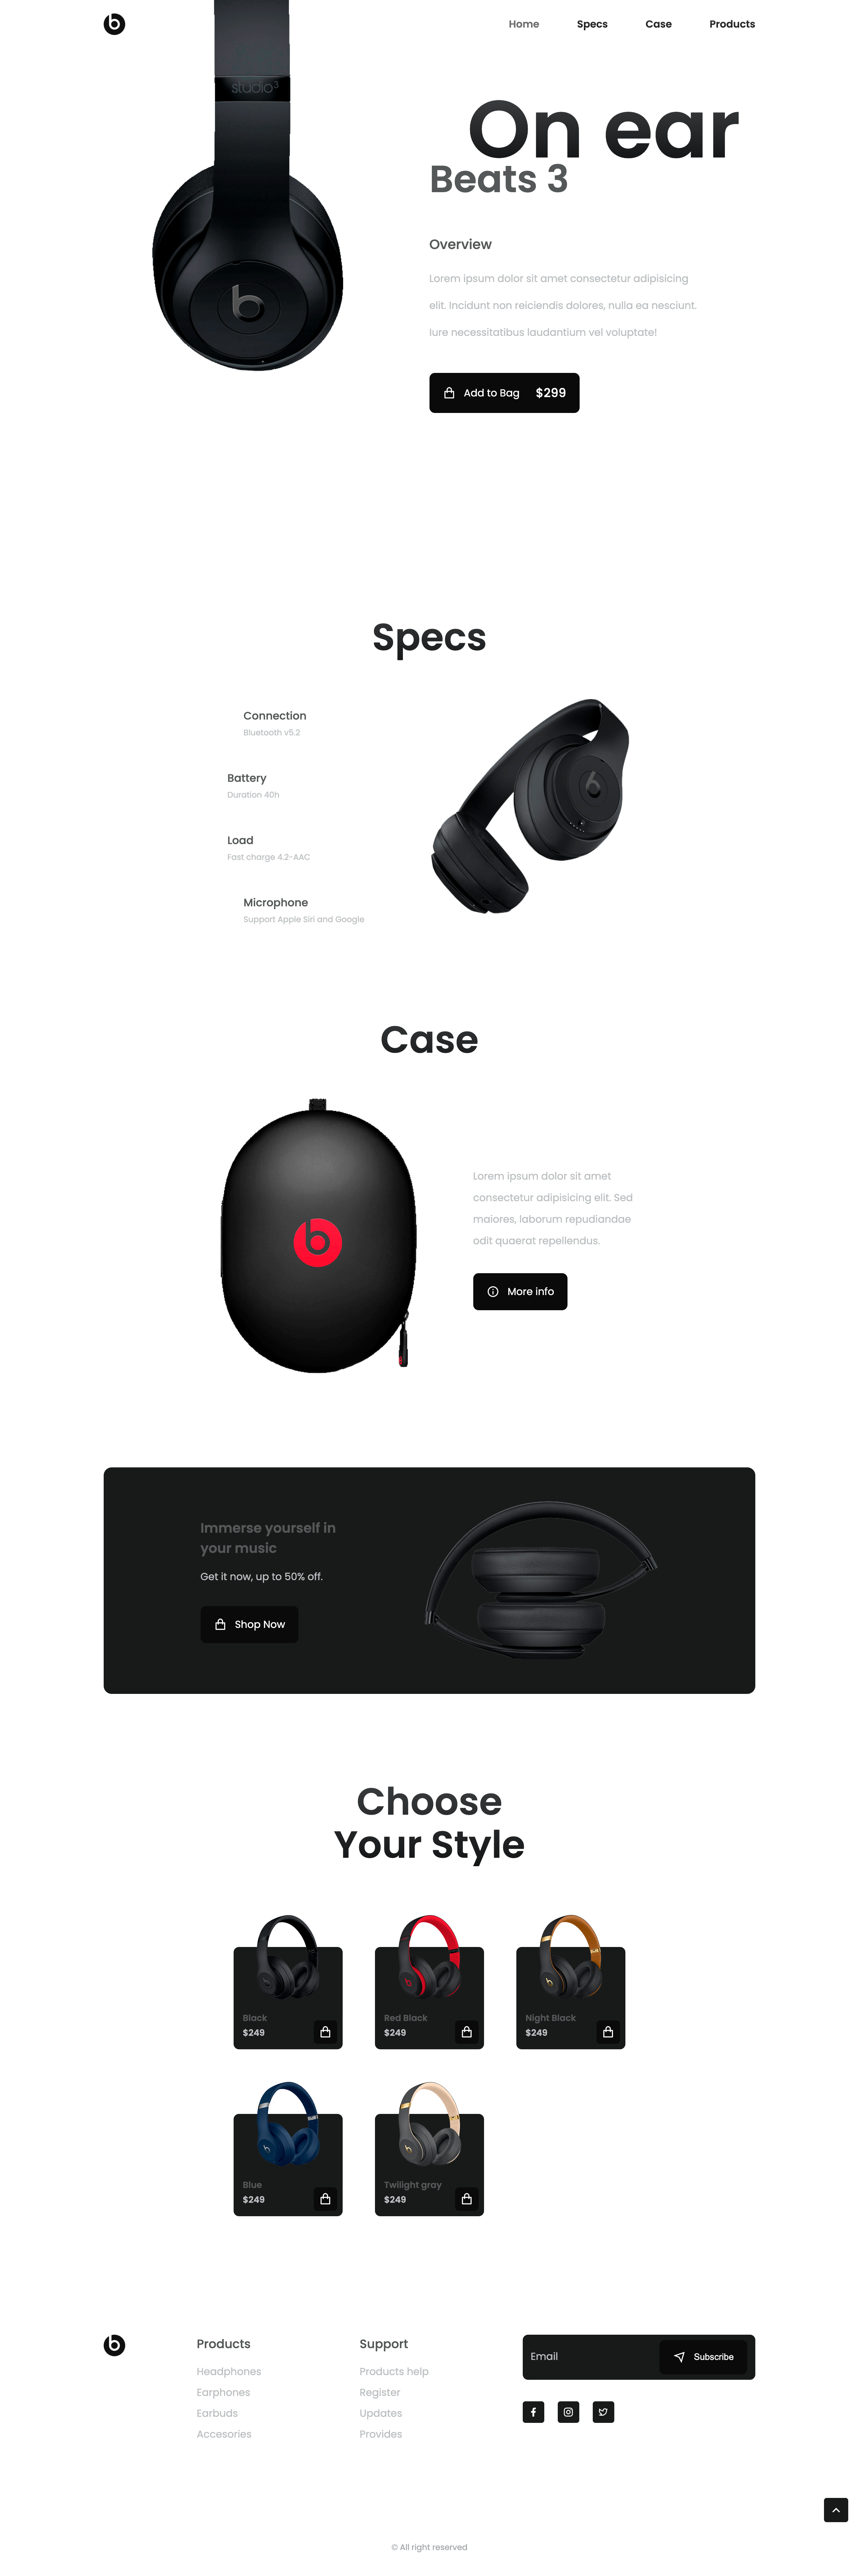 Home
Specs
Case
Products
studio3
On ear
Beats 3
Overview
Lorem ipsum dolor sit amet consectetur adipisicing
elit. Incidunt non reiciendis dolores, nulla ea nesciunt.
Iure necessitatibus laudantium vel voluptate!
Add to Bag $299
Specs
Connection
Bluetooth v5.2
Battery
Duration 40h
Load
Fast charge 4.2-AAC
Microphone
Support Apple Siri and Google
Case
Lorem ipsum dolor sit amet
consectetur adipisicing elit. Sed
maiores, laborum repudiandae
odit quaerat repellendus.
More info
Immerse yourself in
your music
Get it now, up to 50% off.
Shop Now
Choose
Your Style
Black
$249
Red Black
$249
Night Black
$249
Blue
$249
Twilight gray
$249
Products
Headphones
Earphones
Earbuds
Accesories
Support
Products help
Register
Updates
Provides
Email
Subscribe
© All right reserved